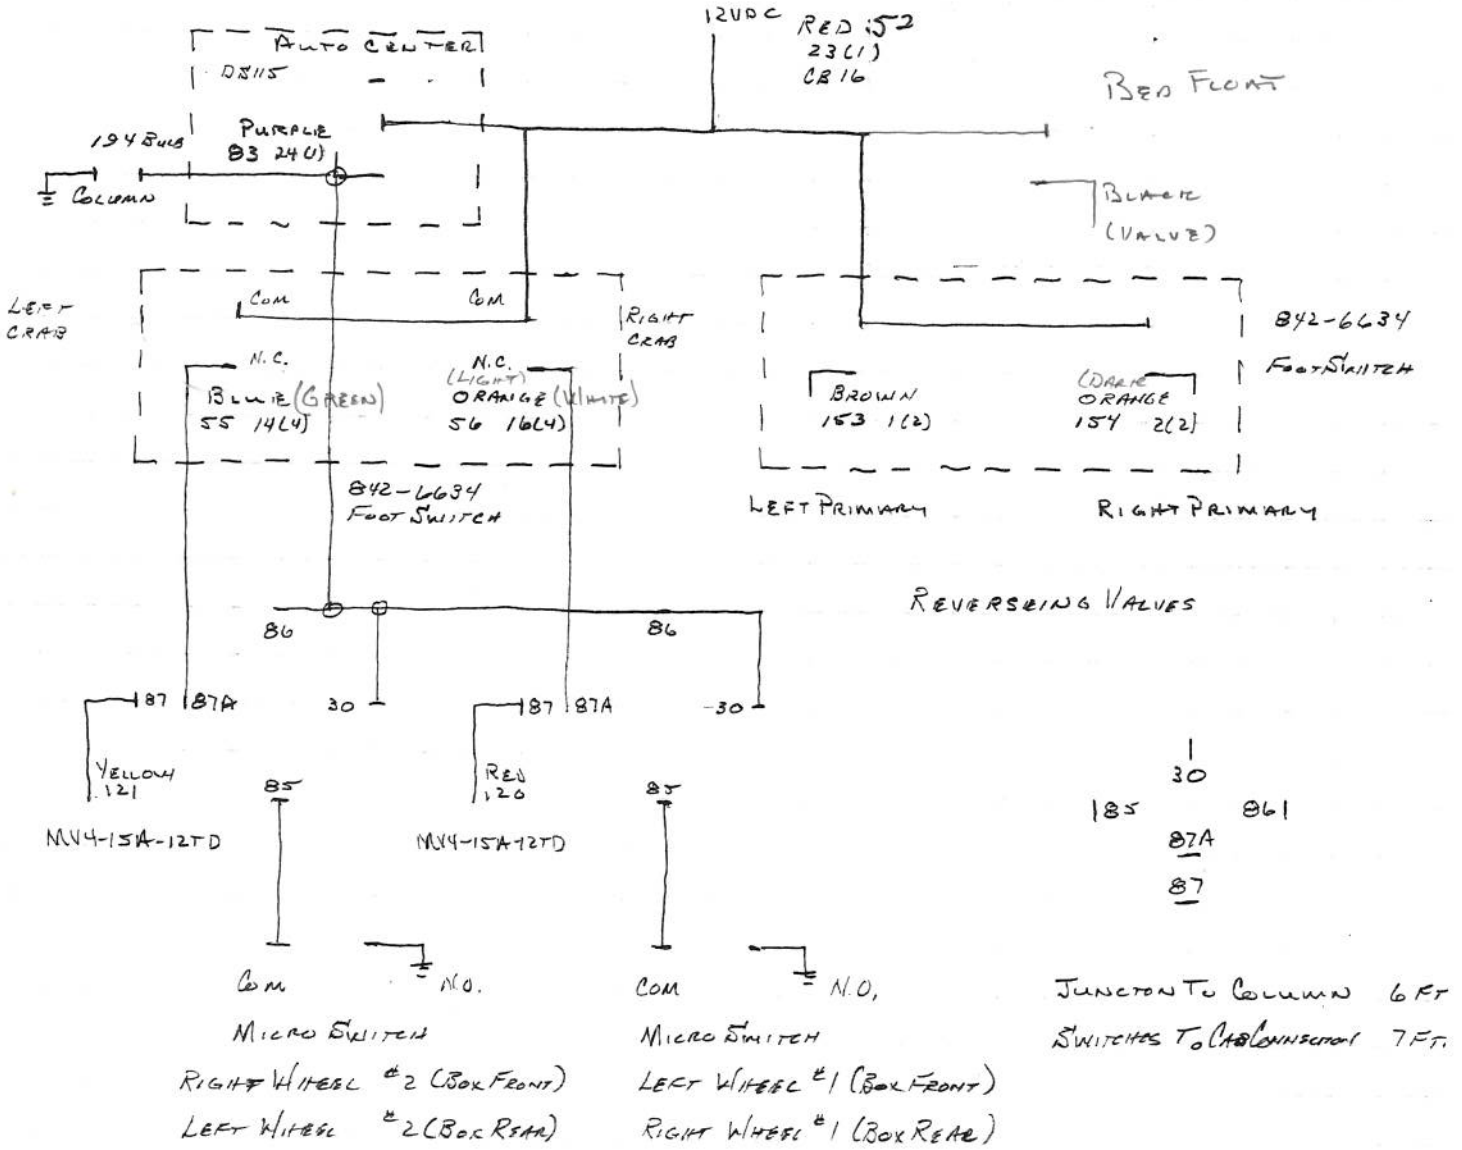 12VDC
RED 152
23(1)
CB 16
AUTO CENTER
DS115
BED FLOAT
PURPLE
83 24(1)
194 BULB
COLUMN
BLACK
(VALVE)
LEFT
CRAB
COM
COM
RIGHT
CRAB
842-6634
FOOT SWITCH
N.C.
BLUE (GREEN)
55 14(4)
N.C.
(LIGHT)
ORANGE (WHITE)
56 16(4)
BROWN
153 1(2)
(DARK
ORANGE
154 2(2)
842-6634
FOOT SWITCH
LEFT PRIMARY
RIGHT PRIMARY
REVERSEING VALVES
86
86
87
87A
30
87
87A
30
YELLOW
121
85
RED
120
85
MV4-15A-12TD
MV4-15A-12TD
30
85
86
87A
87
COM
N.O.
COM
N.O.
MICRO SWITCH
RIGHT WHEEL #2 (BOX FRONT)
LEFT WHEEL #2 (BOX REAR)
MICRO SWITCH
LEFT WHEEL #1 (BOX FRONT)
RIGHT WHEEL #1 (BOX REAR)
JUNCTON TO COLUMN 6 FT
SWITCHES TO CAB CONNECTION 7 FT.